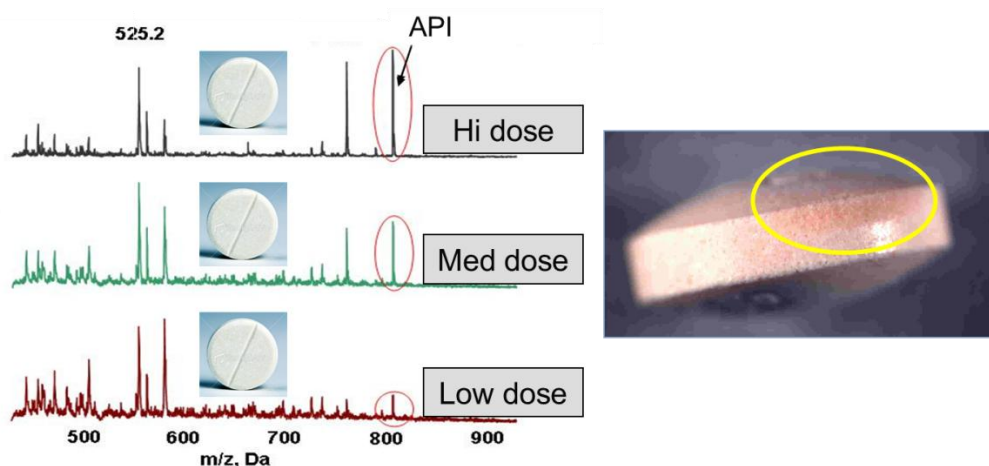 525.2
API
Hi dose
Med dose
Low dose
500 600 700 800 900
m/z, Da